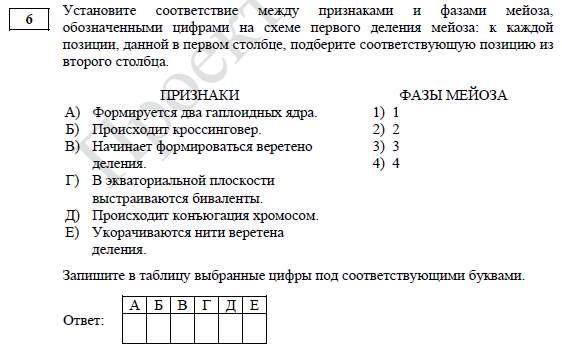 6
Установите соответствие между признаками и фазами мейоза,
обозначенными цифрами на схеме первого деления мейоза: к каждой
позиции, данной в первом столбце, подберите соответствующую позицию из
второго столбца.
ПРИЗНАКИ ФАЗЫ МЕЙОЗА
А) Формируется два гаплоидных ядра. 1) 1
Б) Происходит кроссинговер. 2) 2
В) Начинает формироваться веретено 3) 3
деления. 4) 4
Г) В экваториальной плоскости
выстраиваются биваленты.
Д) Происходит конъюгация хромосом.
Е) Укорачиваются нити веретена
деления.
Запишите в таблицу выбранные цифры под соответствующими буквами.
А Б В Г Д Е
Ответ:
Проект